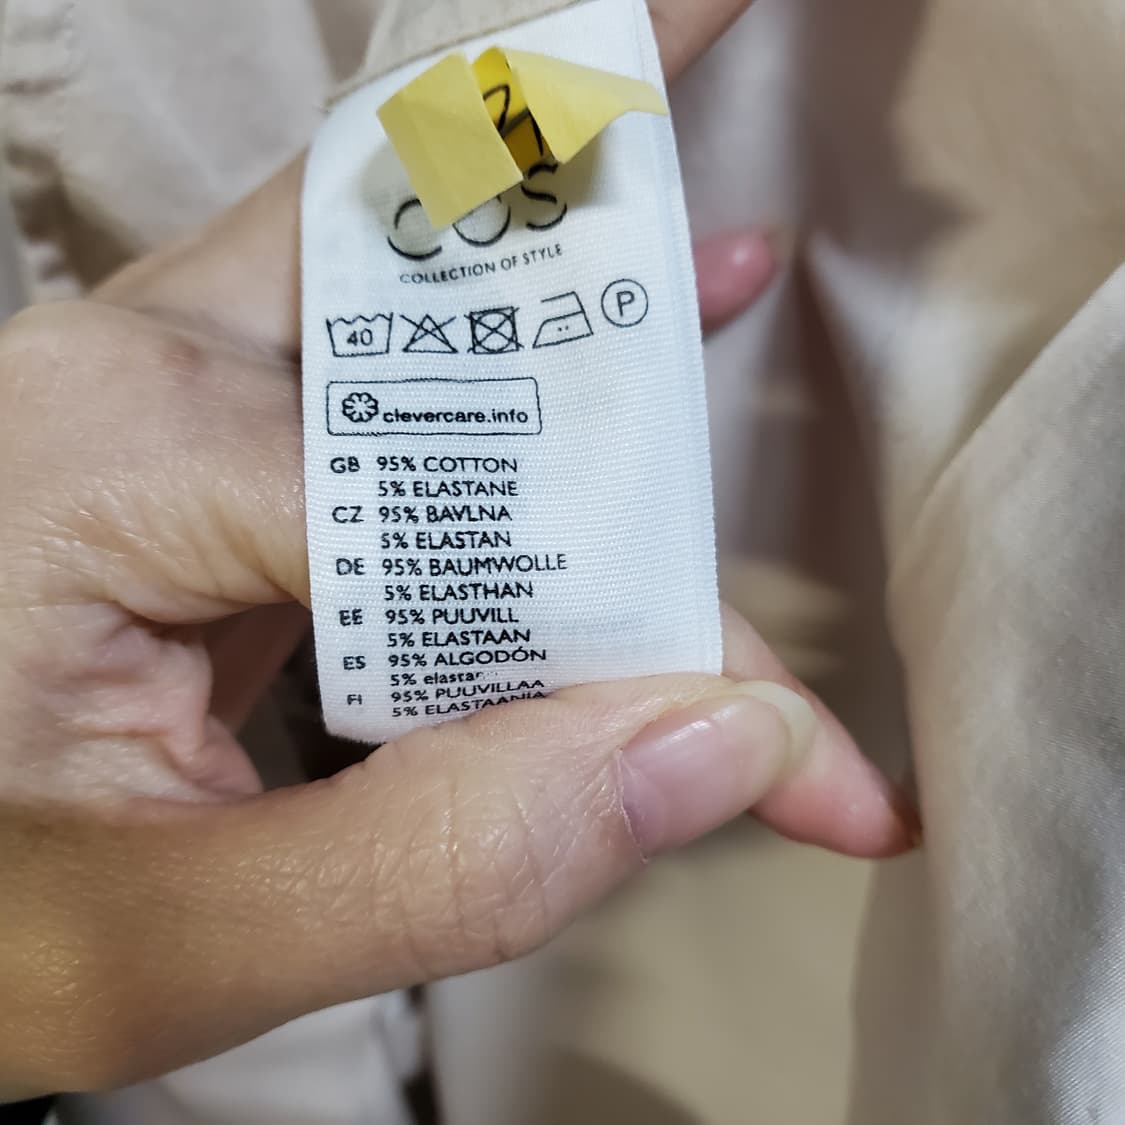 COS
COLLECTION OF STYLE
40 P
clevercare.info
GB 95% COTTON
5% ELASTANE
CZ 95% BAVLNA
5% ELASTAN
DE 95% BAUMWOLLE
5% ELASTHAN
EE 95% PUUVILL
5% ELASTAAN
ES 95% ALGODÓN
5%
FI 95% PUUVILLAA
5% ELASTAANIA